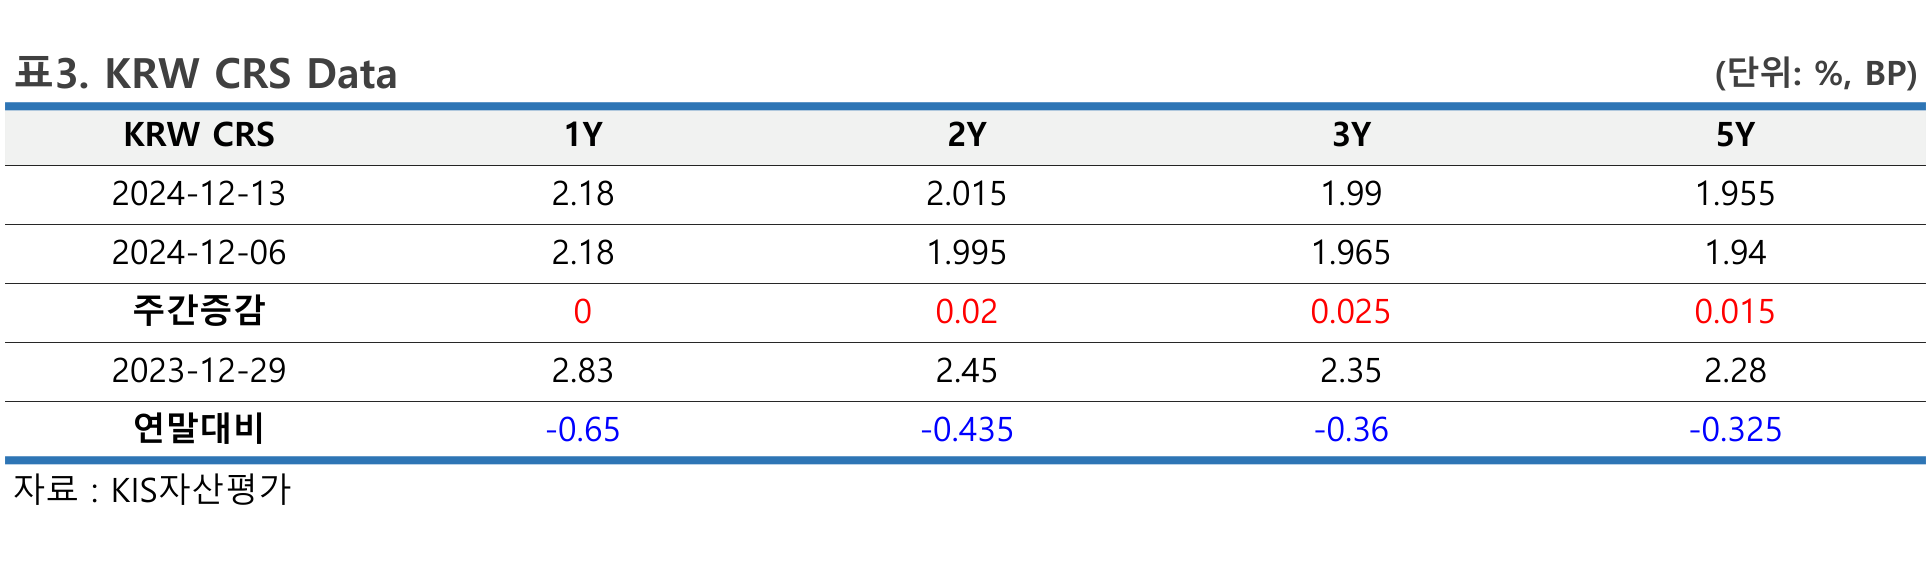 표3. KRW CRS Data (단위: %, BP)
KRW CRS 1Y 2Y 3Y 5Y
2024-12-13 2.18 2.015 1.99 1.955
2024-12-06 2.18 1.995 1.965 1.94
주간증감 0 0.02 0.025 0.015
2023-12-29 2.83 2.45 2.35 2.28
연말대비 -0.65 -0.435 -0.36 -0.325
자료 : KIS자산평가